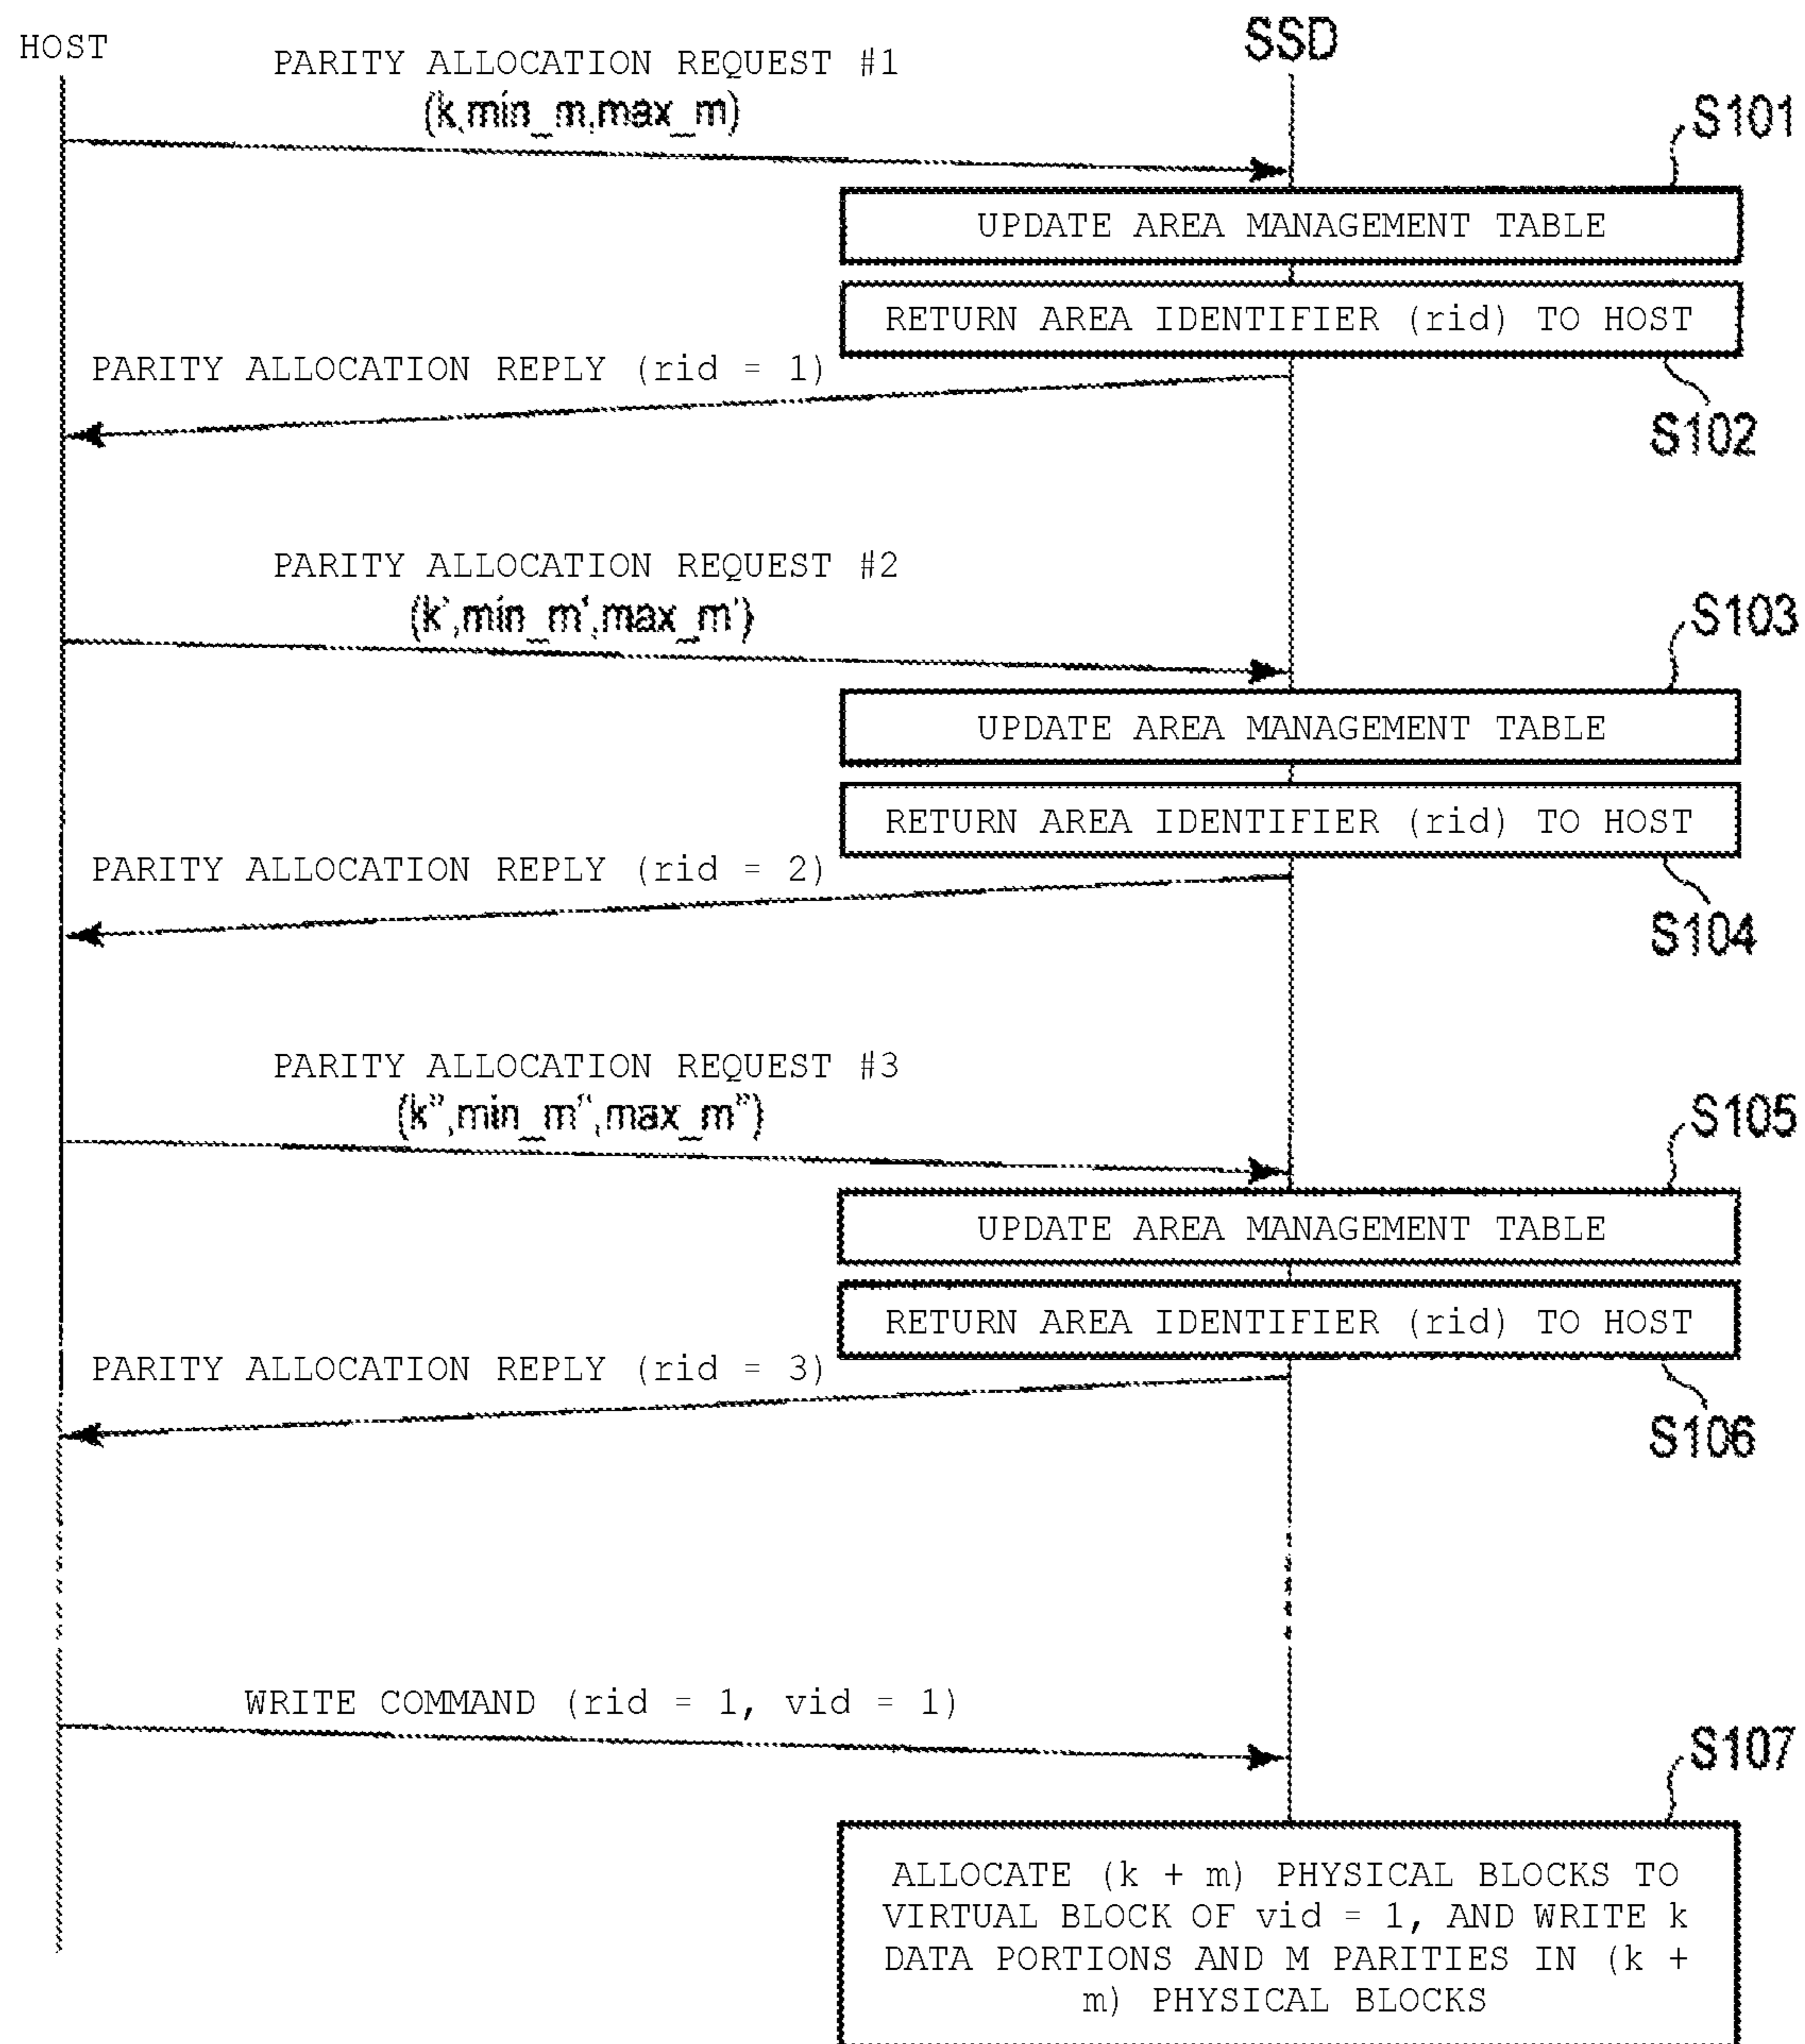 HOST
SSD
PARITY ALLOCATION REQUEST #1
(k,min_m,max_m)
S101
UPDATE AREA MANAGEMENT TABLE
RETURN AREA IDENTIFIER (rid) TO HOST
PARITY ALLOCATION REPLY (rid = 1)
S102
PARITY ALLOCATION REQUEST #2
(k',min_m',max_m')
S103
UPDATE AREA MANAGEMENT TABLE
RETURN AREA IDENTIFIER (rid) TO HOST
PARITY ALLOCATION REPLY (rid = 2)
S104
PARITY ALLOCATION REQUEST #3
(k",min_m",max_m")
S105
UPDATE AREA MANAGEMENT TABLE
RETURN AREA IDENTIFIER (rid) TO HOST
PARITY ALLOCATION REPLY (rid = 3)
S106
WRITE COMMAND (rid = 1, vid = 1)
S107
ALLOCATE (k + m) PHYSICAL BLOCKS TO
VIRTUAL BLOCK OF vid = 1, AND WRITE k
DATA PORTIONS AND M PARITIES IN (k +
m) PHYSICAL BLOCKS